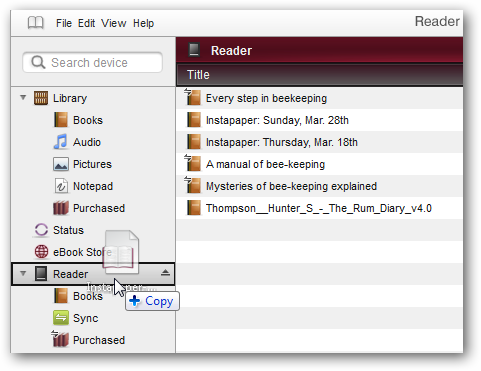 File Edit View Help
Reader
Search device
Reader
Title
Library
Books
Audio
Pictures
Notepad
Purchased
Status
eBook Store
Reader
Books
Sync
Purchased
Every step in beekeeping
Instapaper: Sunday, Mar. 28th
Instapaper: Thursday, Mar. 18th
A manual of bee-keeping
Mysteries of bee-keeping explained
Thompson__Hunter_S_-_The_Rum_Diary_v4.0
Copy